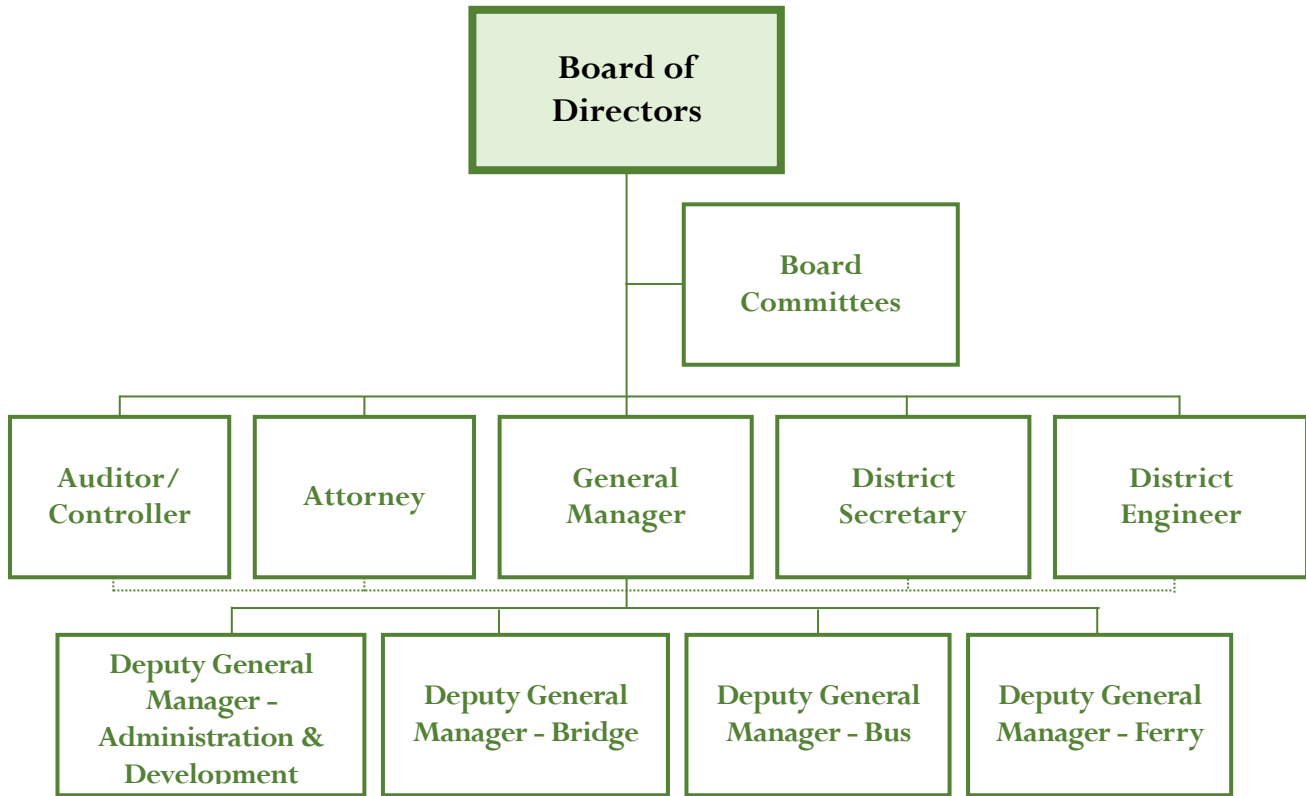 Board of
Directors
Board
Committees
Auditor/
Controller
Attorney
General
Manager
District
Secretary
District
Engineer
Deputy General
Manager -
Administration &
Development
Deputy General
Manager - Bridge
Deputy General
Manager - Bus
Deputy General
Manager - Ferry